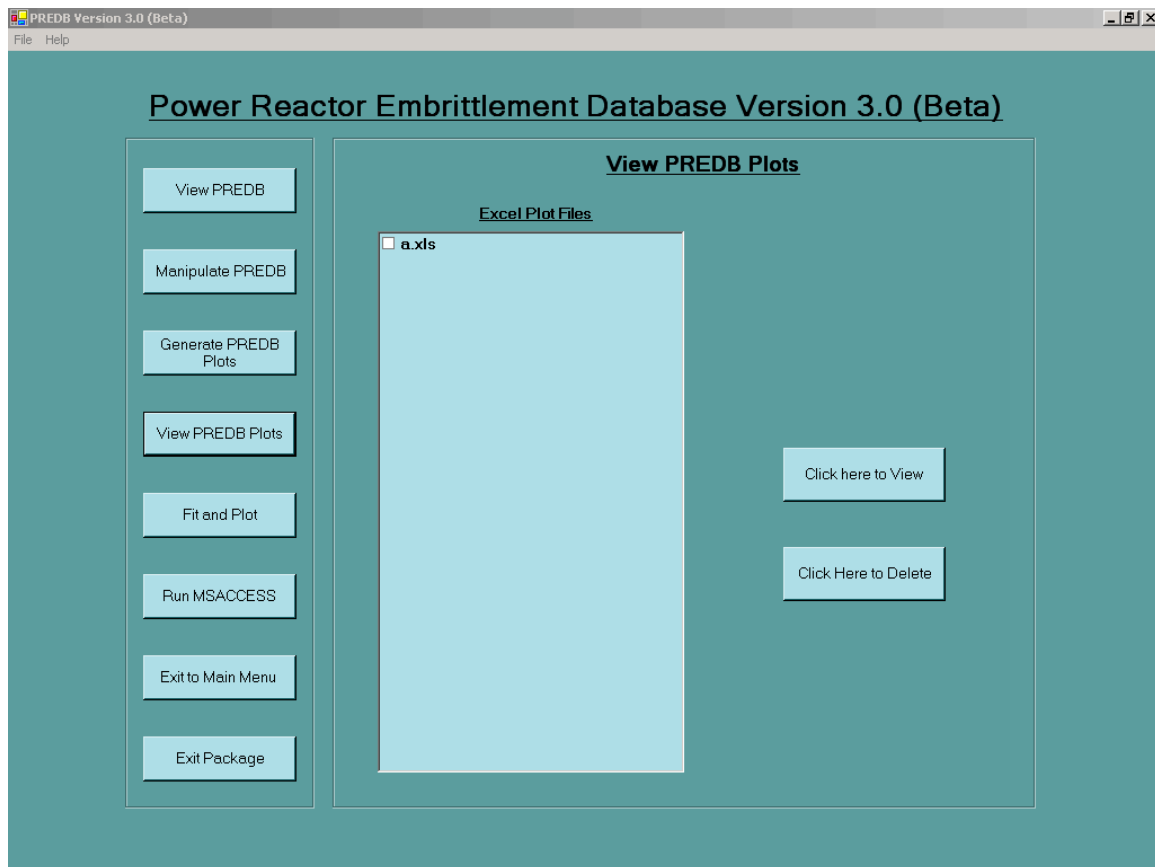 PREDB Version 3.0 (Beta)
File Help
Power Reactor Embrittlement Database Version 3.0 (Beta)
View PREDB
Manipulate PREDB
Generate PREDB
Plots
View PREDB Plots
Fit and Plot
Run MSACCESS
Exit to Main Menu
Exit Package
View PREDB Plots
Excel Plot Files
a.xls
Click here to View
Click Here to Delete